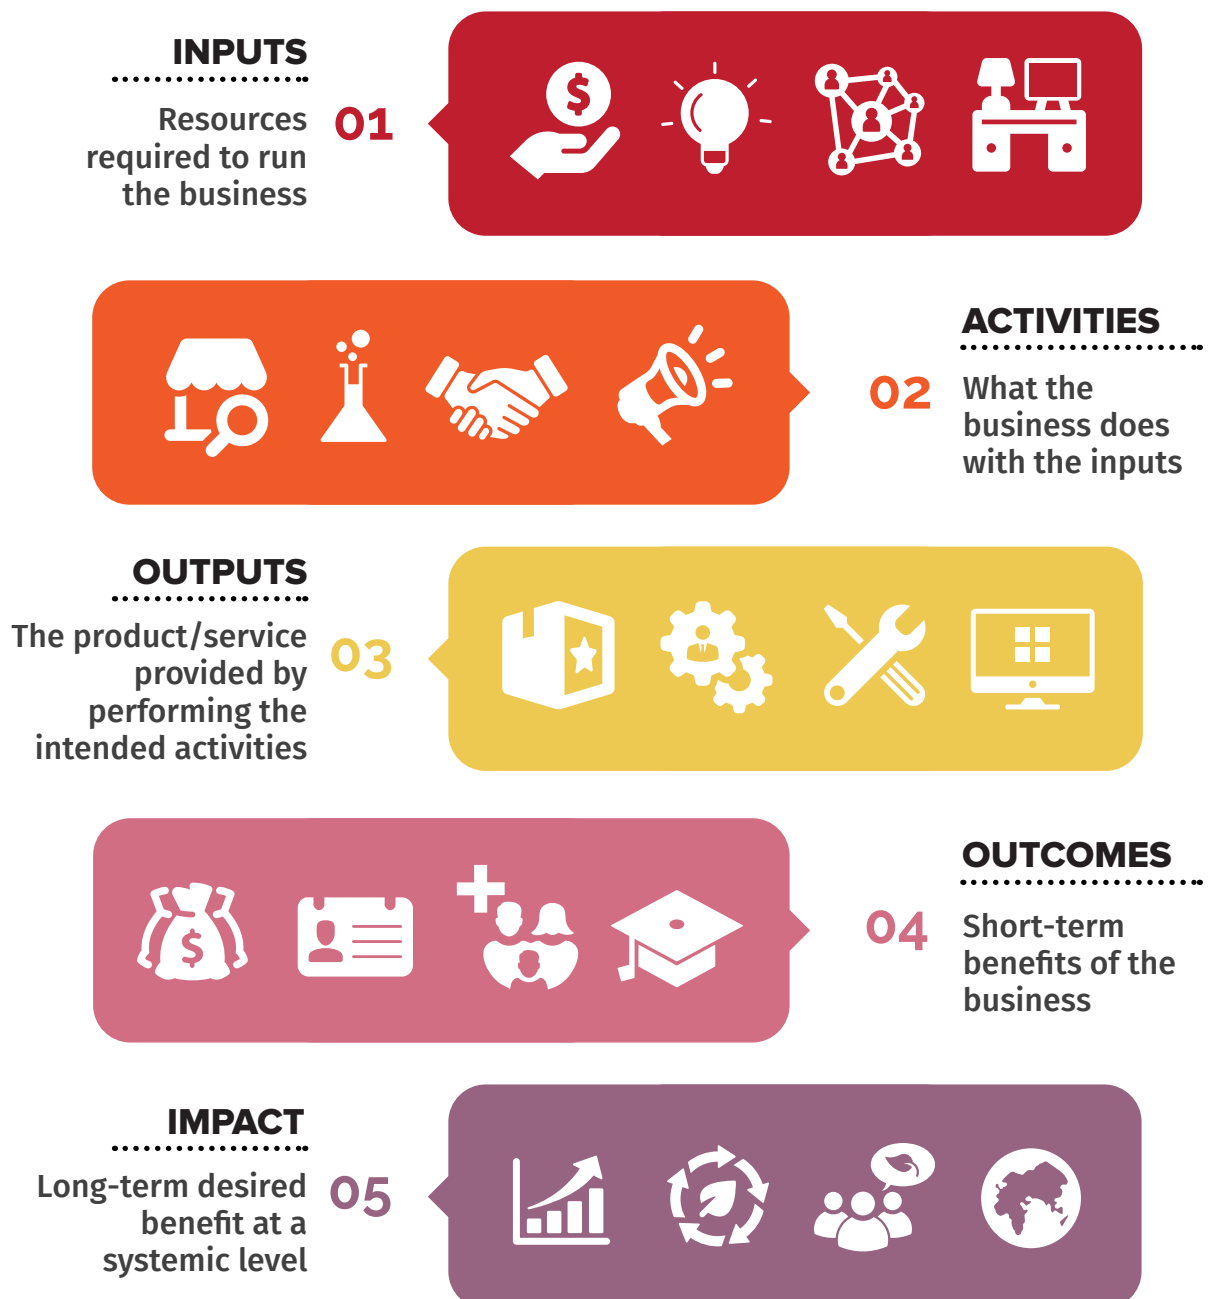 INPUTS
Resources
required to run
the business
01
$
ACTIVITIES
02
What the
business does
with the inputs
OUTPUTS
The product/service
provided by
performing the
intended activities
03
$
OUTCOMES
04
Short-term
benefits of the
business
IMPACT
Long-term desired
benefit at a
systemic level
05